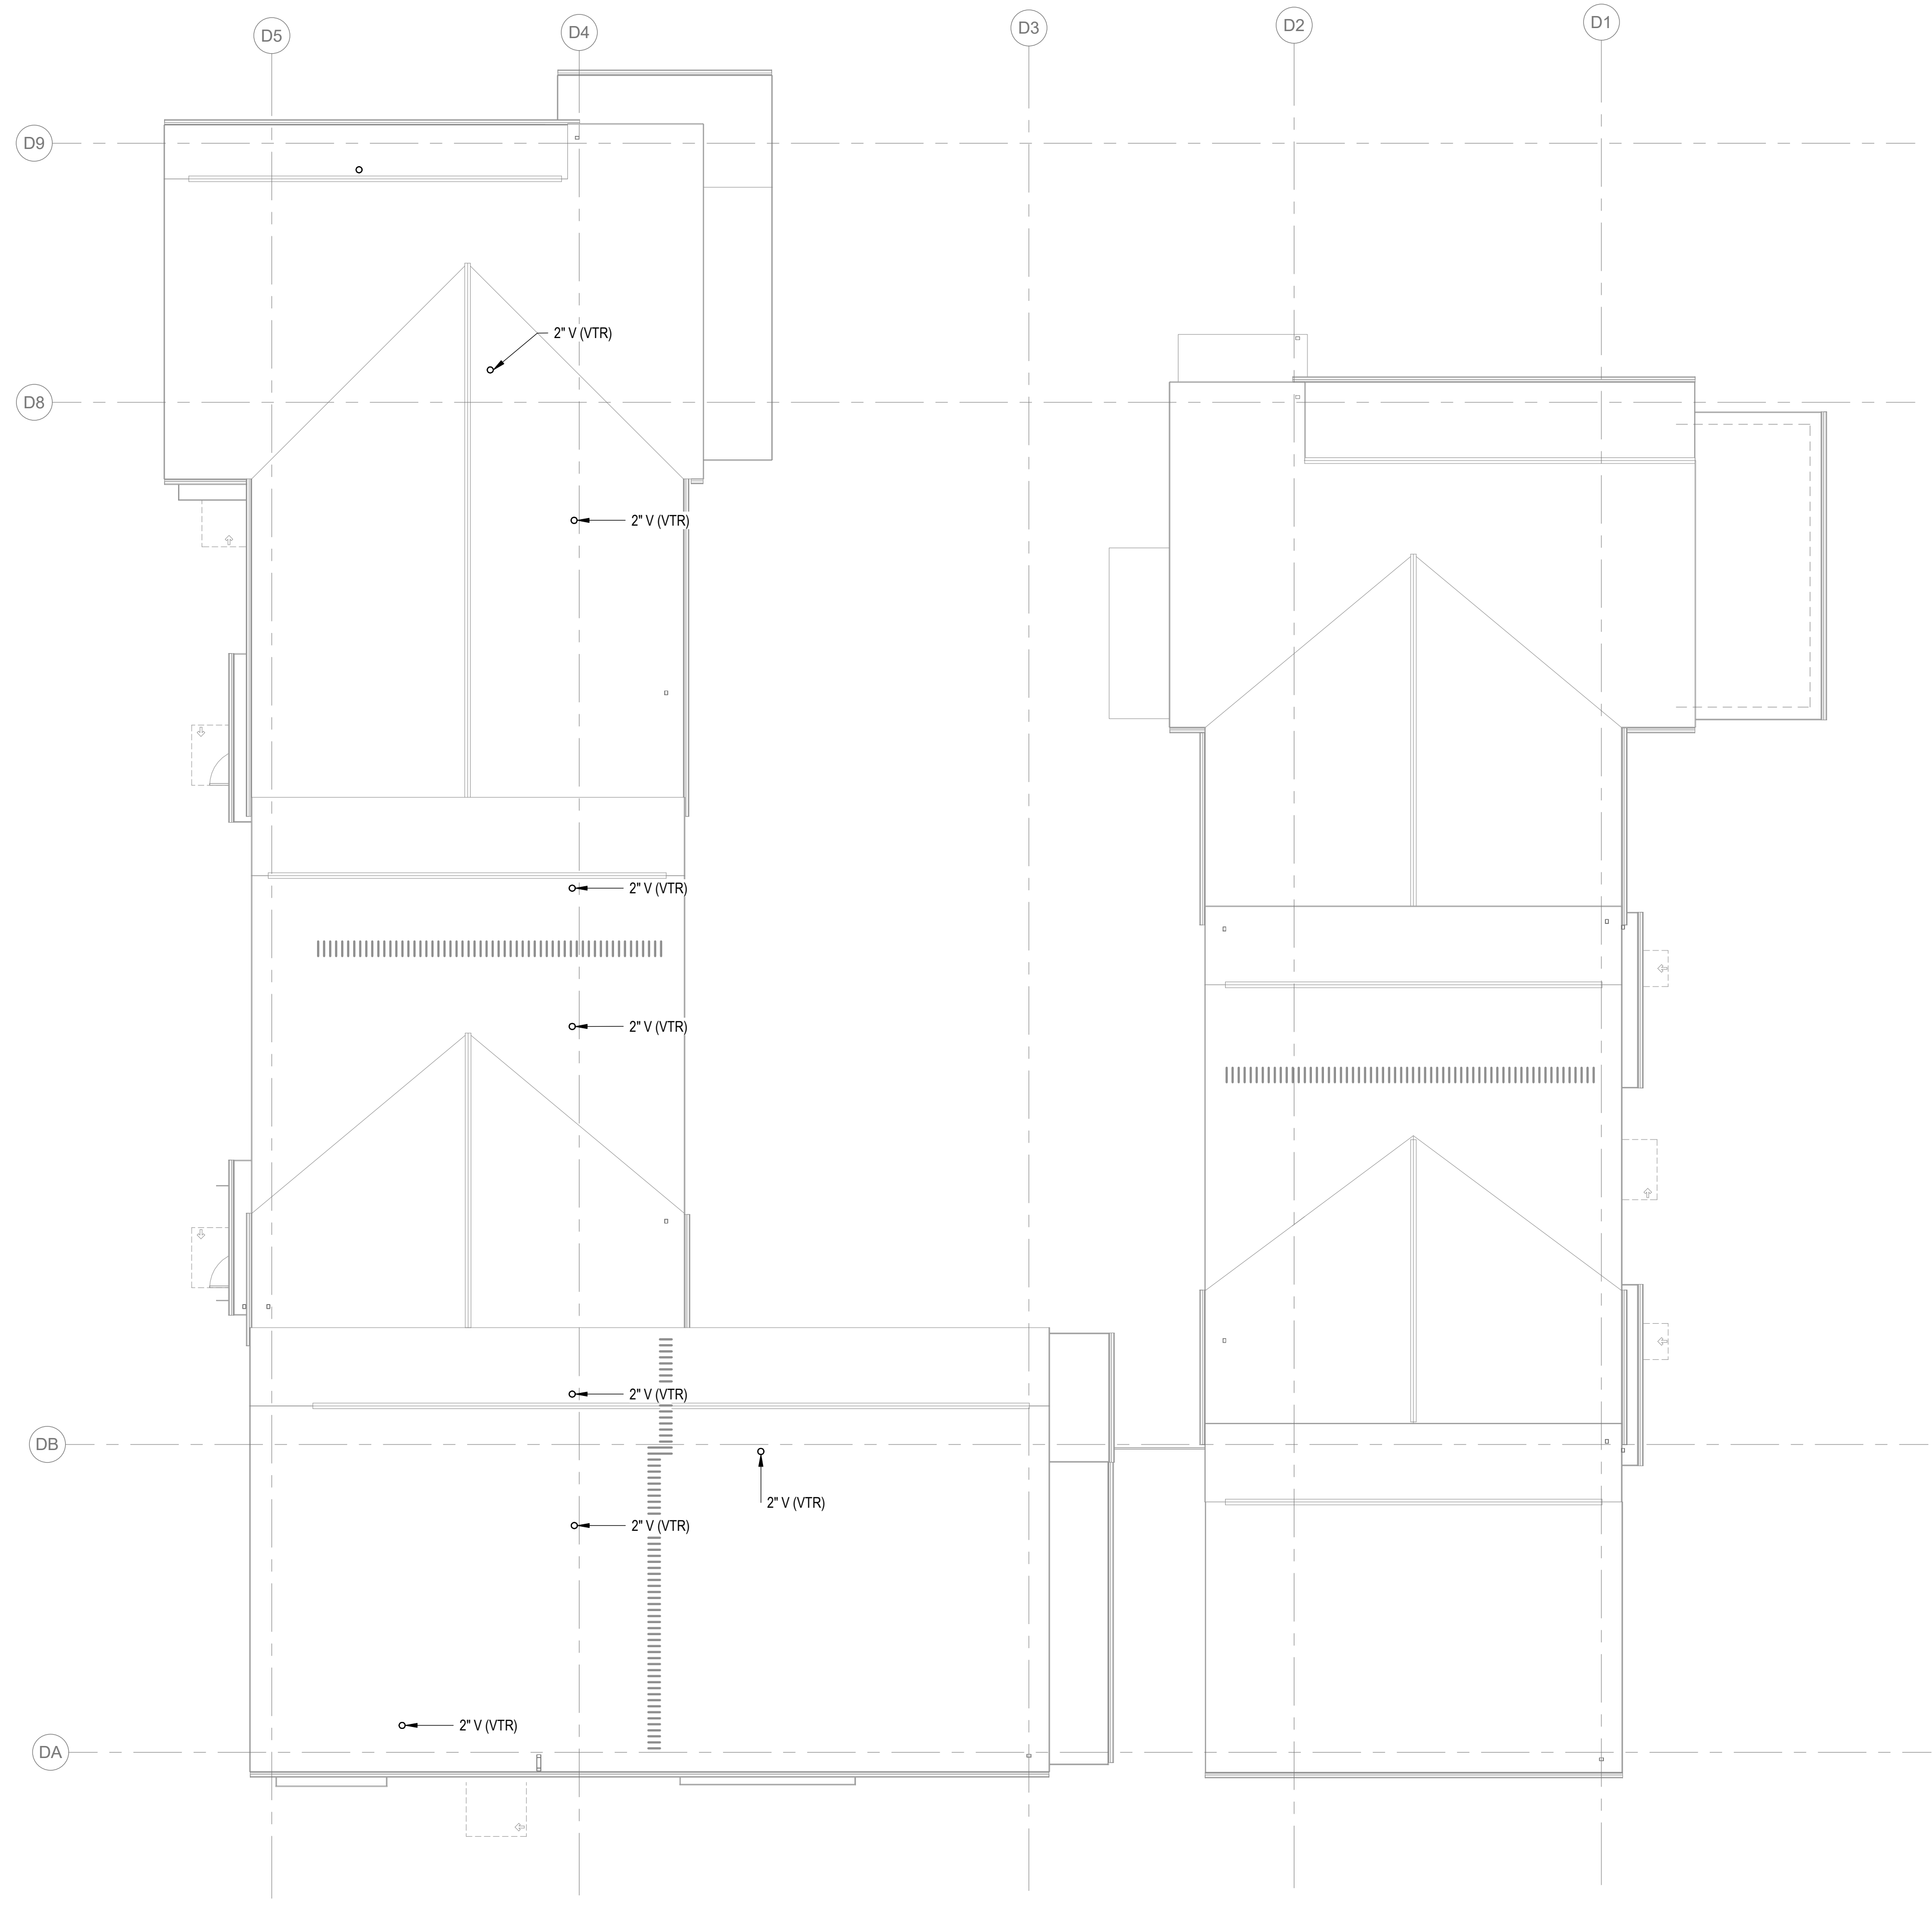 D5
D4
D3
D2
D1
D9
2" V (VTR)
D8
2" V (VTR)
2" V (VTR)
2" V (VTR)
2" V (VTR)
DB
2" V (VTR)
2" V (VTR)
2" V (VTR)
DA